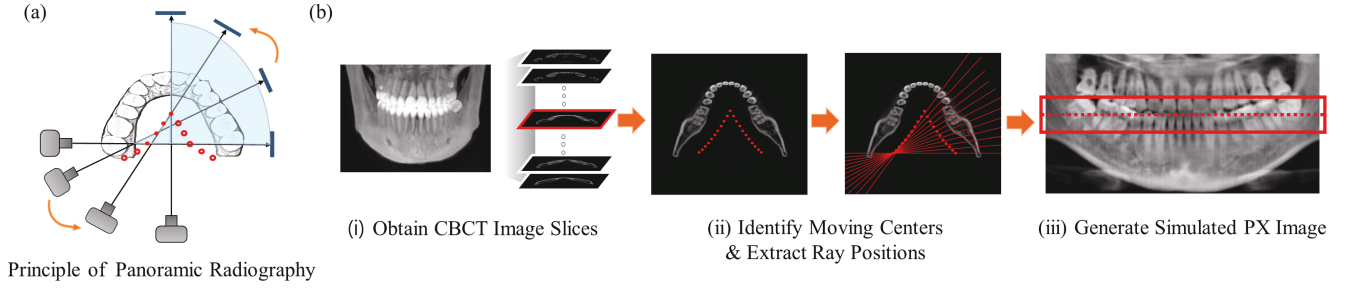 (a)
(b)
Principle of Panoramic Radiography
(i) Obtain CBCT Image Slices
(ii) Identify Moving Centers
& Extract Ray Positions
(iii) Generate Simulated PX Image